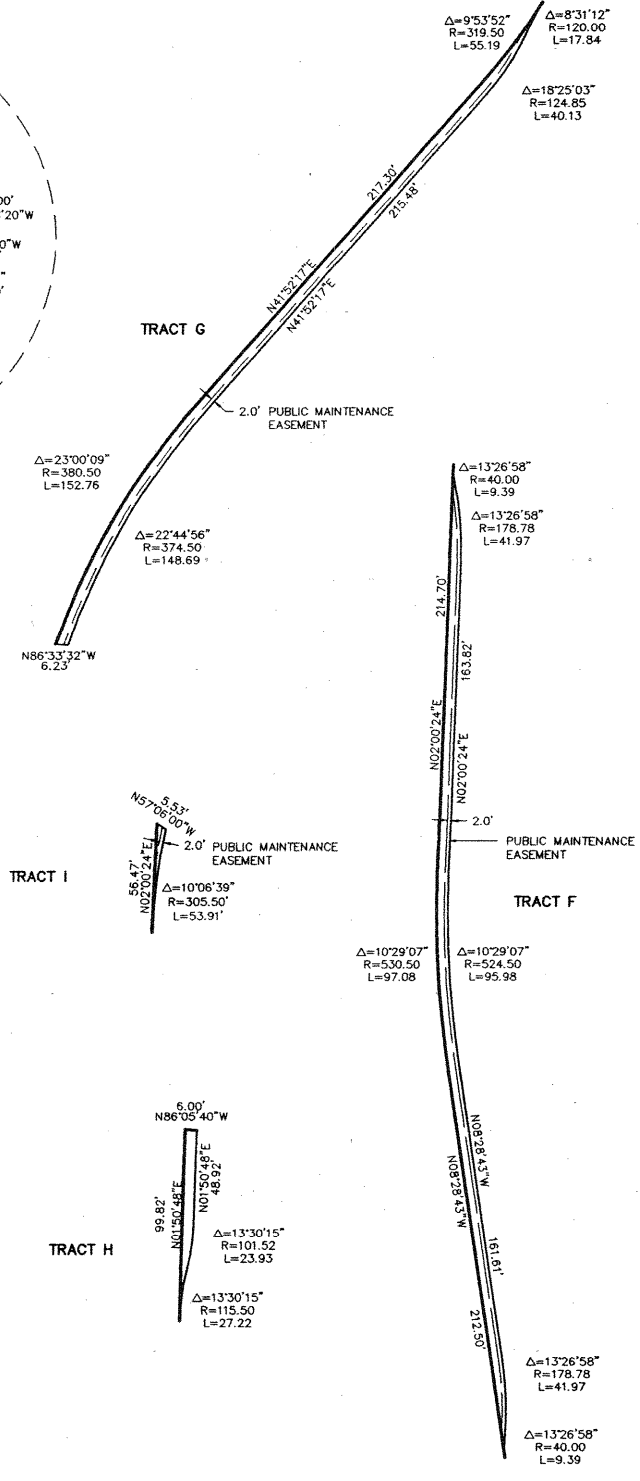 Δ=9°53'52"
R=319.50
L=55.19
Δ=8°31'12"
R=120.00
L=17.84
Δ=18°25'03"
R=124.85
L=40.13
00'
'20"W
0"W
"
'
217.30'
215.48'
N41°52'17"E
N41°52'17"E
TRACT G
2.0' PUBLIC MAINTENANCE
EASEMENT
Δ=23°00'09"
R=380.50
L=152.76
Δ=22°44'56"
R=374.50
L=148.69
N86°33'32"W
6.23'
Δ=13°26'58"
R=40.00
L=9.39
Δ=13°26'58"
R=178.78
L=41.97
214.70'
163.82'
N02°00'24"E
N02°00'24"E
2.0'
PUBLIC MAINTENANCE
EASEMENT
TRACT F
5.53'
N57°06'00"W
2.0' PUBLIC MAINTENANCE
EASEMENT
TRACT I
56.47'
N02°00'24"E
Δ=10°06'39"
R=305.50'
L=53.91'
Δ=10°29'07"
R=530.50
L=97.08
Δ=10°29'07"
R=524.50
L=95.98
6.00'
N86°05'40"W
99.82'
N01°50'48"E
N01°50'48"E
48.92'
TRACT H
Δ=13°30'15"
R=101.52
L=23.93
Δ=13°30'15"
R=115.50
L=27.22
N08°28'43"W
N08°28'43"W
161.61'
212.50'
Δ=13°26'58"
R=178.78
L=41.97
Δ=13°26'58"
R=40.00
L=9.39